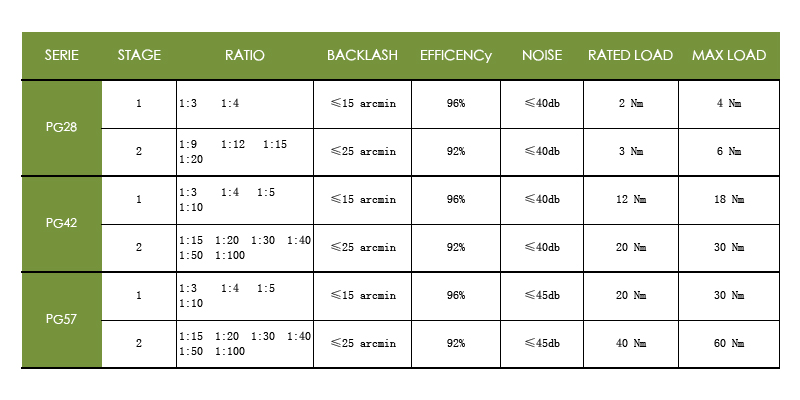 SERIE STAGE RATIO BACKLASH EFFICENCy NOISE RATED LOAD MAX LOAD
PG28
1 1:3 1:4 ≤15 arcmin 96% ≤40db 2 Nm 4 Nm
2 1:9 1:12 1:15
1:20 ≤25 arcmin 92% ≤40db 3 Nm 6 Nm
PG42
1 1:3 1:4 1:5
1:10 ≤15 arcmin 96% ≤40db 12 Nm 18 Nm
2 1:15 1:20 1:30 1:40
1:50 1:100 ≤25 arcmin 92% ≤40db 20 Nm 30 Nm
PG57
1 1:3 1:4 1:5
1:10 ≤15 arcmin 96% ≤45db 20 Nm 30 Nm
2 1:15 1:20 1:30 1:40
1:50 1:100 ≤25 arcmin 92% ≤45db 40 Nm 60 Nm